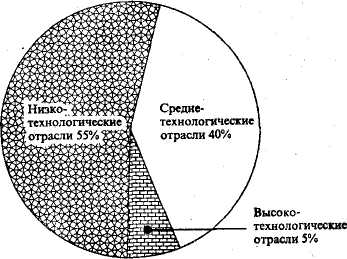 Низко-
технологические
отрасли 55%
Средне-
технологические
отрасли 40%
Высоко-
технологические
отрасли 5%